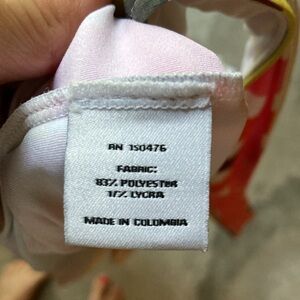 RN 150476
FABRIC:
83% POLYESTER
17% LYCRA
MADE IN COLOMBIA